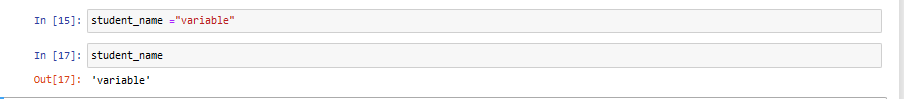 In [15]: student_name ="variable"
In [17]: student_name
Out[17]: 'variable'